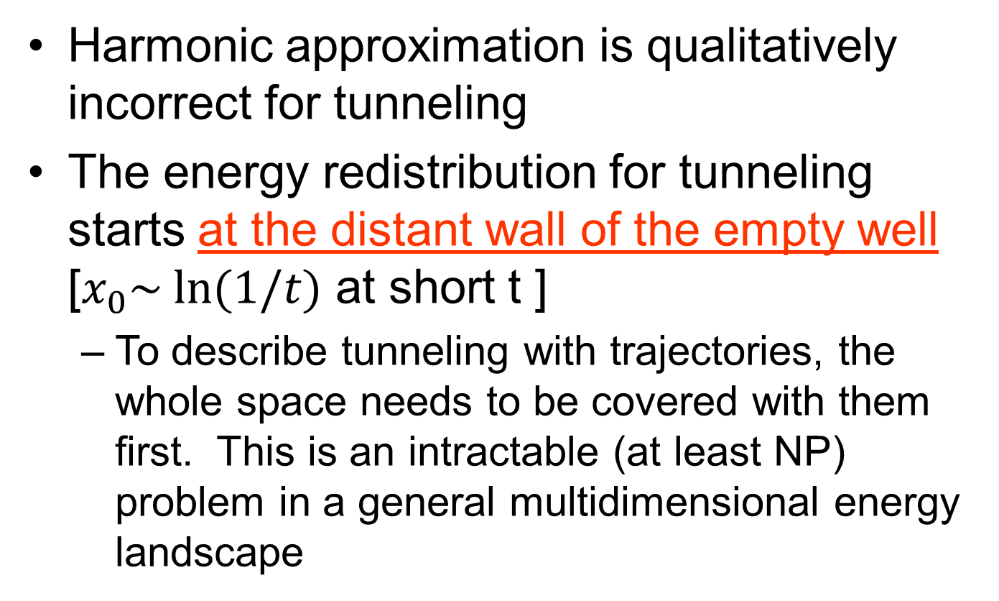 • Harmonic approximation is qualitatively
incorrect for tunneling
• The energy redistribution for tunneling
starts at the distant wall of the empty well
[𝑥₀~ ln(1/𝑡) at short t ]
– To describe tunneling with trajectories, the
whole space needs to be covered with them
first.  This is an intractable (at least NP)
problem in a general multidimensional energy
landscape